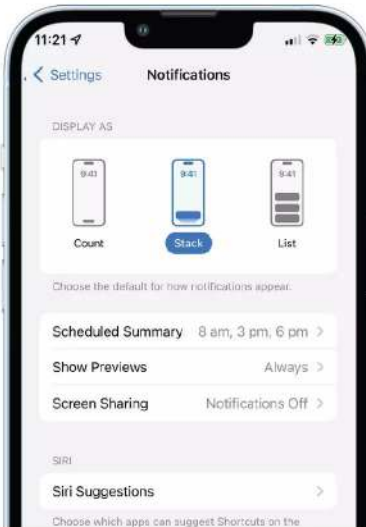 11:21
Settings
Notifications
DISPLAY AS
9:41
9:41
9:41
Count
Stack
List
Choose the default for how notifications appear.
Scheduled Summary 8 am, 3 pm, 6 pm
Show Previews Always
Screen Sharing Notifications Off
SIRI
Siri Suggestions
Choose which apps can suggest Shortcuts on the